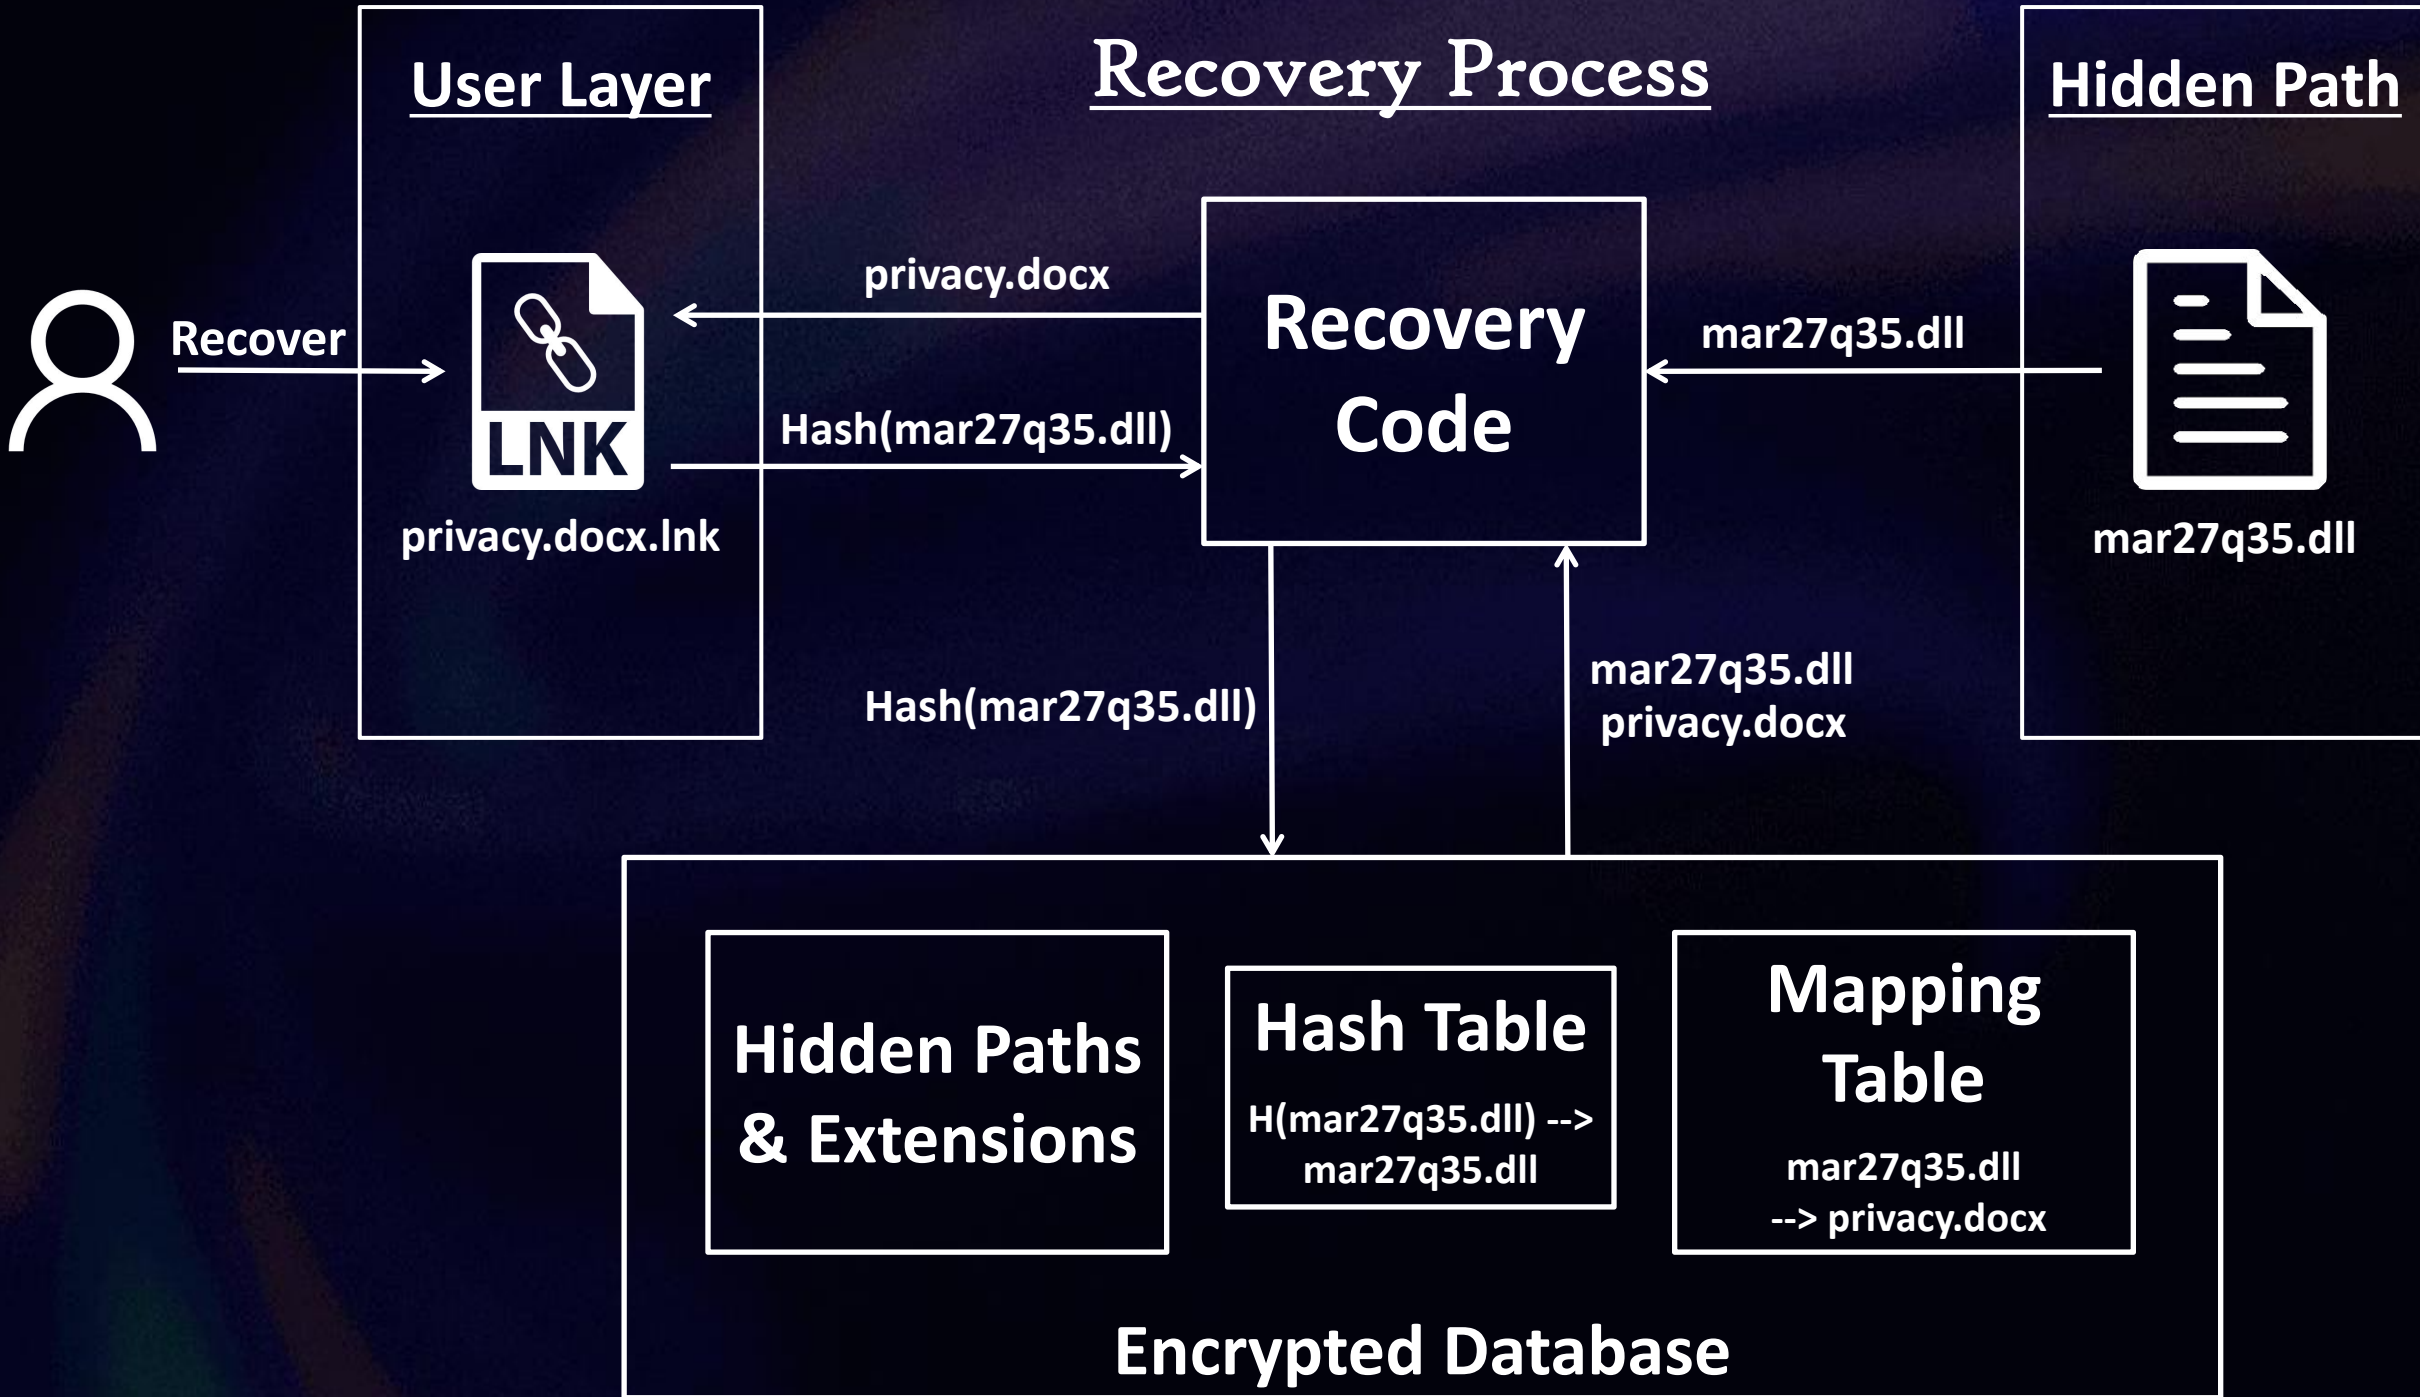 User Layer
Recovery Process
Hidden Path
Recover
LNK
privacy.docx.lnk
privacy.docx
Hash(mar27q35.dll)
Recovery
Code
mar27q35.dll
mar27q35.dll
Hash(mar27q35.dll)
mar27q35.dll
privacy.docx
Hidden Paths
& Extensions
Hash Table
H(mar27q35.dll) -->
mar27q35.dll
Mapping
Table
mar27q35.dll
--> privacy.docx
Encrypted Database